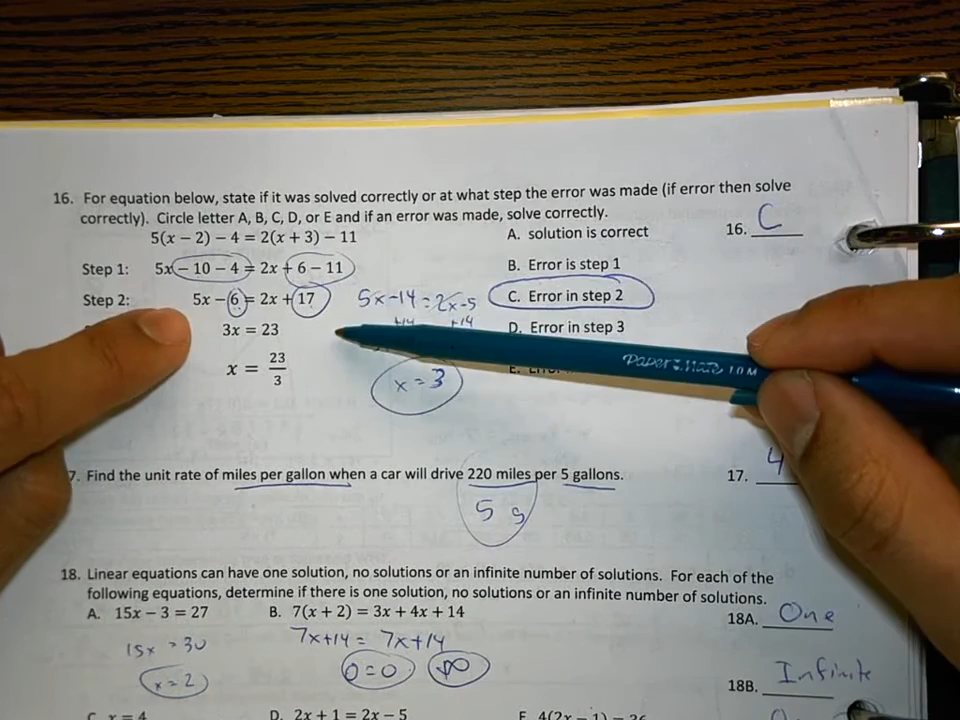 16. For equation below, state if it was solved correctly or at what step the error was made (if error then solve
correctly). Circle letter A, B, C, D, or E and if an error was made, solve correctly.
16. C
5(x − 2) − 4 = 2(x + 3) − 11
A. solution is correct
Step 1: 5x − 10 − 4 = 2x + 6 − 11
B. Error is step 1
Step 2: 5x − 6 = 2x + 17
5x-14 = 2x-5
C. Error in step 2
+14 +14
3x = 23
D. Error in step 3
x = 23/3
x = 3
PaperMate 1.0 M
7. Find the unit rate of miles per gallon when a car will drive 220 miles per 5 gallons.
17. 4
5 5
18. Linear equations can have one solution, no solutions or an infinite number of solutions. For each of the
following equations, determine if there is one solution, no solutions or an infinite number of solutions.
A. 15x − 3 = 27
B. 7(x + 2) = 3x + 4x + 14
18A. One
15x = 30
7x+14 = 7x+14
x = 2
0=0
∞
18B. Infinite
C. x = 4
D. 2x + 1 = 2x − 5